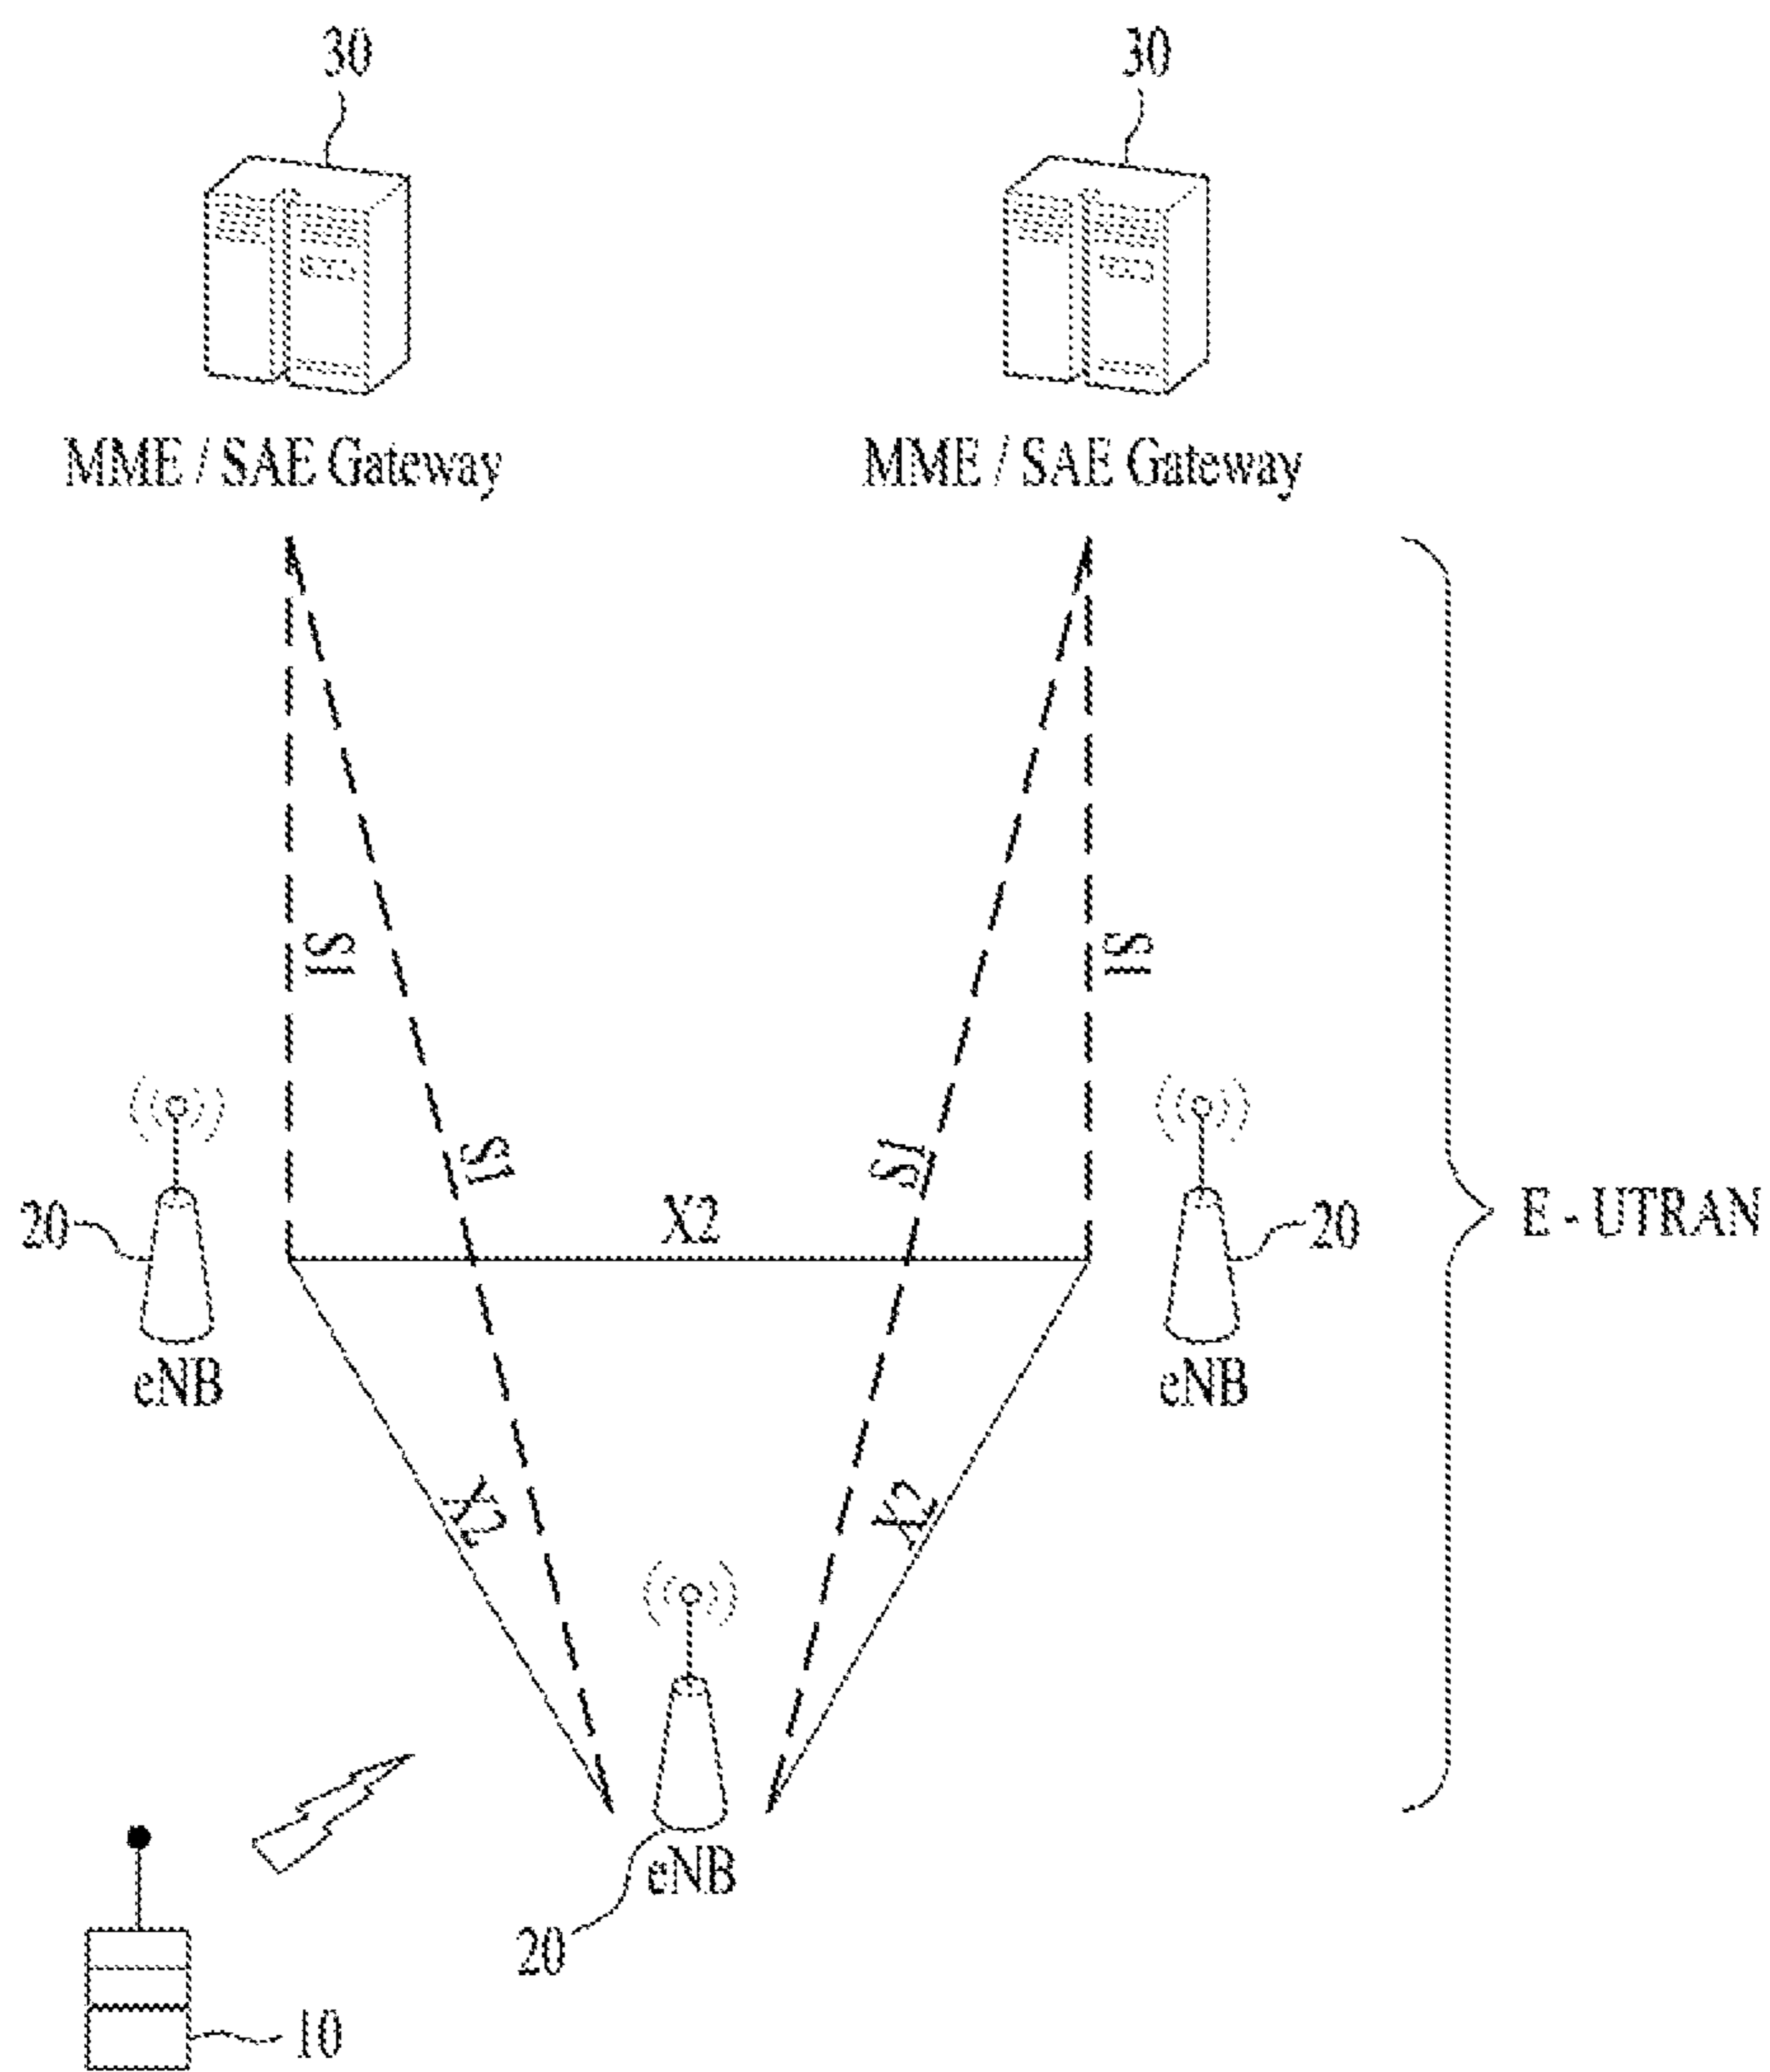 30
30
MME / SAE Gateway
MME / SAE Gateway
S1
S1
S1
S1
X2
20
20
E - UTRAN
eNB
eNB
X2
X2
eNB
20
10